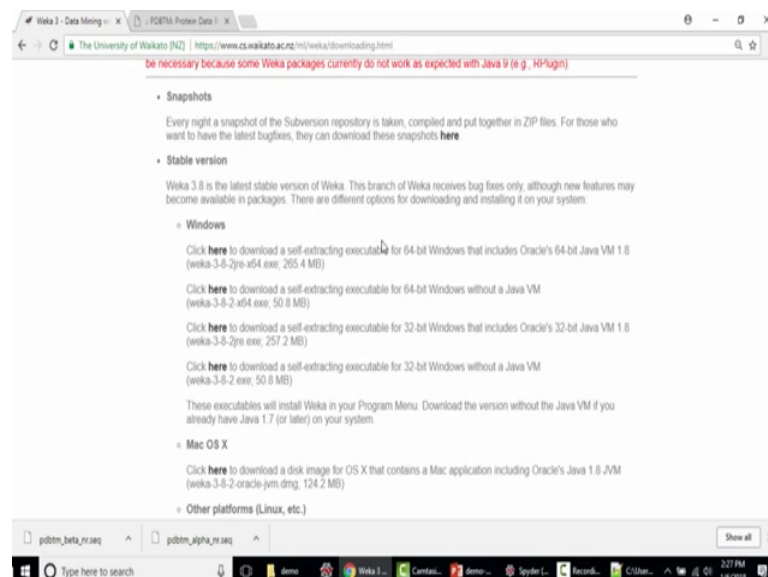 Weka 3 - Data Mining w
PDBTM: Protein Data B
The University of Waikato [NZ] | https://www.cs.waikato.ac.nz/ml/weka/downloading.html
be necessary because some Weka packages currently do not work as expected with Java 9 (e.g., RPlugin).
Snapshots
Every night a snapshot of the Subversion repository is taken, compiled and put together in ZIP files. For those who
want to have the latest bugfixes, they can download these snapshots here.
Stable version
Weka 3.8 is the latest stable version of Weka. This branch of Weka receives bug fixes only, although new features may
become available in packages. There are different options for downloading and installing it on your system:
Windows
Click here to download a self-extracting executable for 64-bit Windows that includes Oracle's 64-bit Java VM 1.8
(weka-3-8-2jre-x64.exe; 265.4 MB)
Click here to download a self-extracting executable for 64-bit Windows without a Java VM
(weka-3-8-2-x64.exe; 50.8 MB)
Click here to download a self-extracting executable for 32-bit Windows that includes Oracle's 32-bit Java VM 1.8
(weka-3-8-2jre.exe; 257.2 MB)
Click here to download a self-extracting executable for 32-bit Windows without a Java VM
(weka-3-8-2.exe; 50.8 MB)
These executables will install Weka in your Program Menu. Download the version without the Java VM if you
already have Java 1.7 (or later) on your system.
Mac OS X
Click here to download a disk image for OS X that contains a Mac application including Oracle's Java 1.8 JVM
(weka-3-8-2-oracle-jvm.dmg; 124.2 MB)
Other platforms (Linux, etc.)
pdbtm_beta_nr.seq
pdbtm_alpha_nr.seq
Show all
Type here to search
demo
Weka 3 ...
Camtasi...
demo-...
Spyder (...
Recordi...
C:\User...
2:27 PM